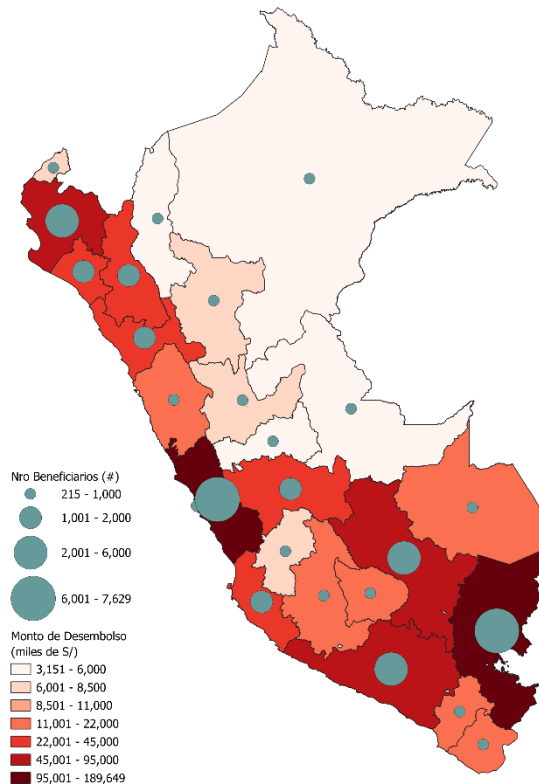 Nro Beneficiarios (#)
215 - 1,000
1,001 - 2,000
2,001 - 6,000
6,001 - 7,629
Monto de Desembolso
(miles de S/)
3,151 - 6,000
6,001 - 8,500
8,501 - 11,000
11,001 - 22,000
22,001 - 45,000
45,001 - 95,000
95,001 - 189,649